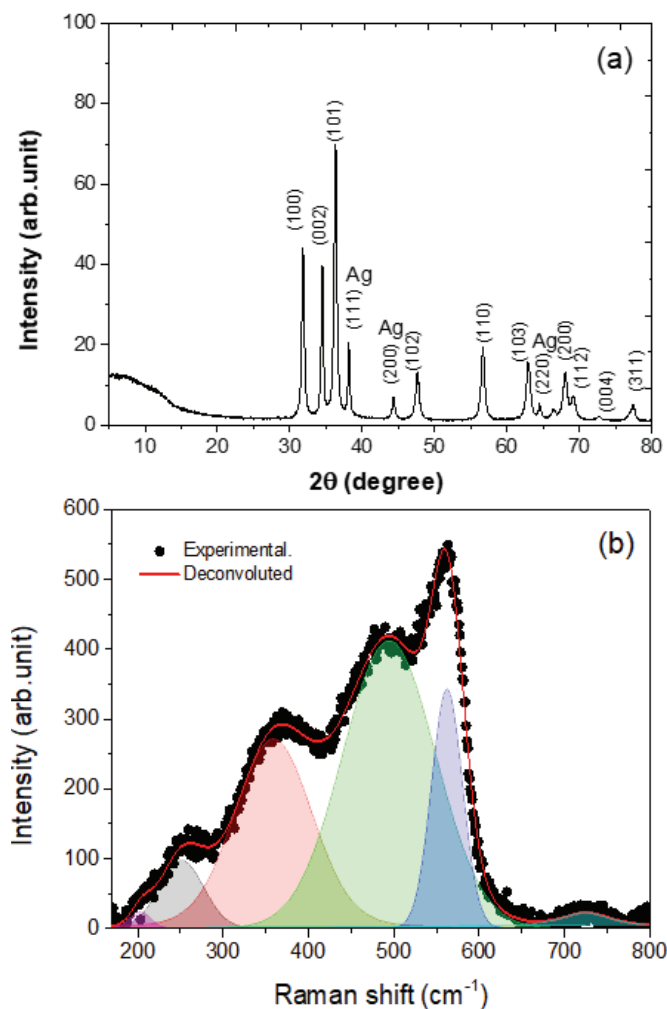 (a)
Intensity (arb.unit)
100
80
60
40
20
0
(100)
(002)
(101)
Ag
(111)
Ag
(200)
(102)
(110)
(103)
Ag
(220)
(200)
(112)
(004)
(311)
10 20 30 40 50 60 70 80
2θ (degree)
(b)
Intensity (arb.unit)
600
500
400
300
200
100
0
Experimental.
Deconvoluted
200 300 400 500 600 700 800
Raman shift (cm⁻¹)